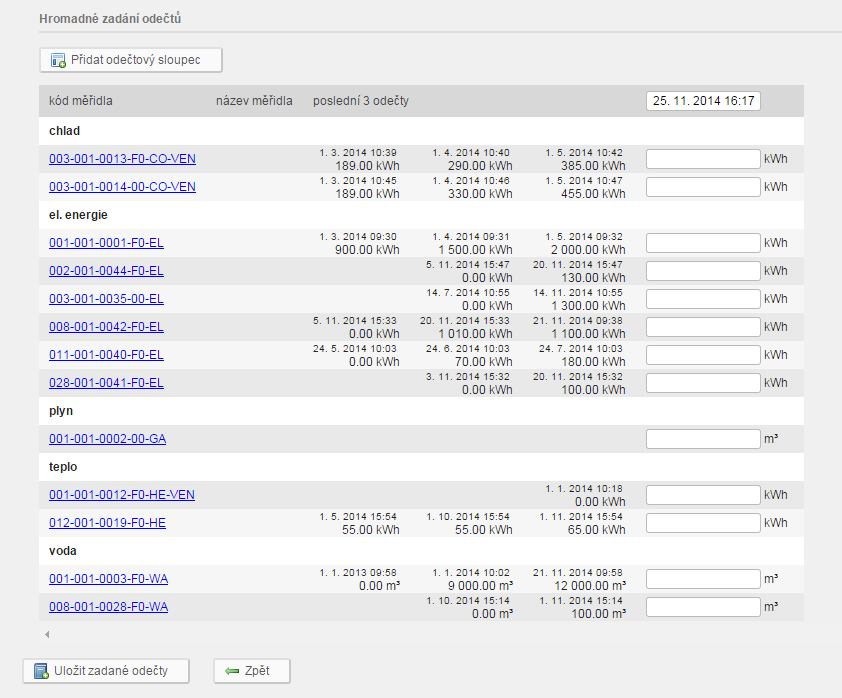 Hromadné zadání odečtů
Přidat odečtový sloupec
kód měřidla název měřidla poslední 3 odečty 25. 11. 2014 16:17
chlad
1. 3. 2014 10:39 1. 4. 2014 10:40 1. 5. 2014 10:42
003-001-0013-F0-CO-VEN 189.00 kWh 290.00 kWh 385.00 kWh kWh
1. 3. 2014 10:45 1. 4. 2014 10:46 1. 5. 2014 10:47
003-001-0014-00-CO-VEN 189.00 kWh 330.00 kWh 455.00 kWh kWh
el. energie
1. 3. 2014 09:30 1. 4. 2014 09:31 1. 5. 2014 09:32
001-001-0001-F0-EL 900.00 kWh 1 500.00 kWh 2 000.00 kWh kWh
5. 11. 2014 15:47 20. 11. 2014 15:47
002-001-0044-F0-EL 0.00 kWh 130.00 kWh kWh
14. 7. 2014 10:55 14. 11. 2014 10:55
003-001-0035-00-EL 0.00 kWh 1 300.00 kWh kWh
5. 11. 2014 15:33 20. 11. 2014 15:33 21. 11. 2014 09:38
008-001-0042-F0-EL 0.00 kWh 1 010.00 kWh 1 100.00 kWh kWh
24. 5. 2014 10:03 24. 6. 2014 10:03 24. 7. 2014 10:03
011-001-0040-F0-EL 0.00 kWh 70.00 kWh 180.00 kWh kWh
3. 11. 2014 15:32 20. 11. 2014 15:32
028-001-0041-F0-EL 0.00 kWh 100.00 kWh kWh
plyn
001-001-0002-00-GA m³
teplo
1. 1. 2014 10:18
001-001-0012-F0-HE-VEN 0.00 kWh kWh
1. 5. 2014 15:54 1. 10. 2014 15:54 1. 11. 2014 15:54
012-001-0019-F0-HE 55.00 kWh 55.00 kWh 65.00 kWh kWh
voda
1. 1. 2013 09:58 1. 1. 2014 10:02 21. 11. 2014 09:58
001-001-0003-F0-WA 0.00 m³ 9 000.00 m³ 12 000.00 m³ m³
1. 10. 2014 15:14 1. 11. 2014 15:14
008-001-0028-F0-WA 0.00 m³ 100.00 m³ m³
Uložit zadané odečty Zpět